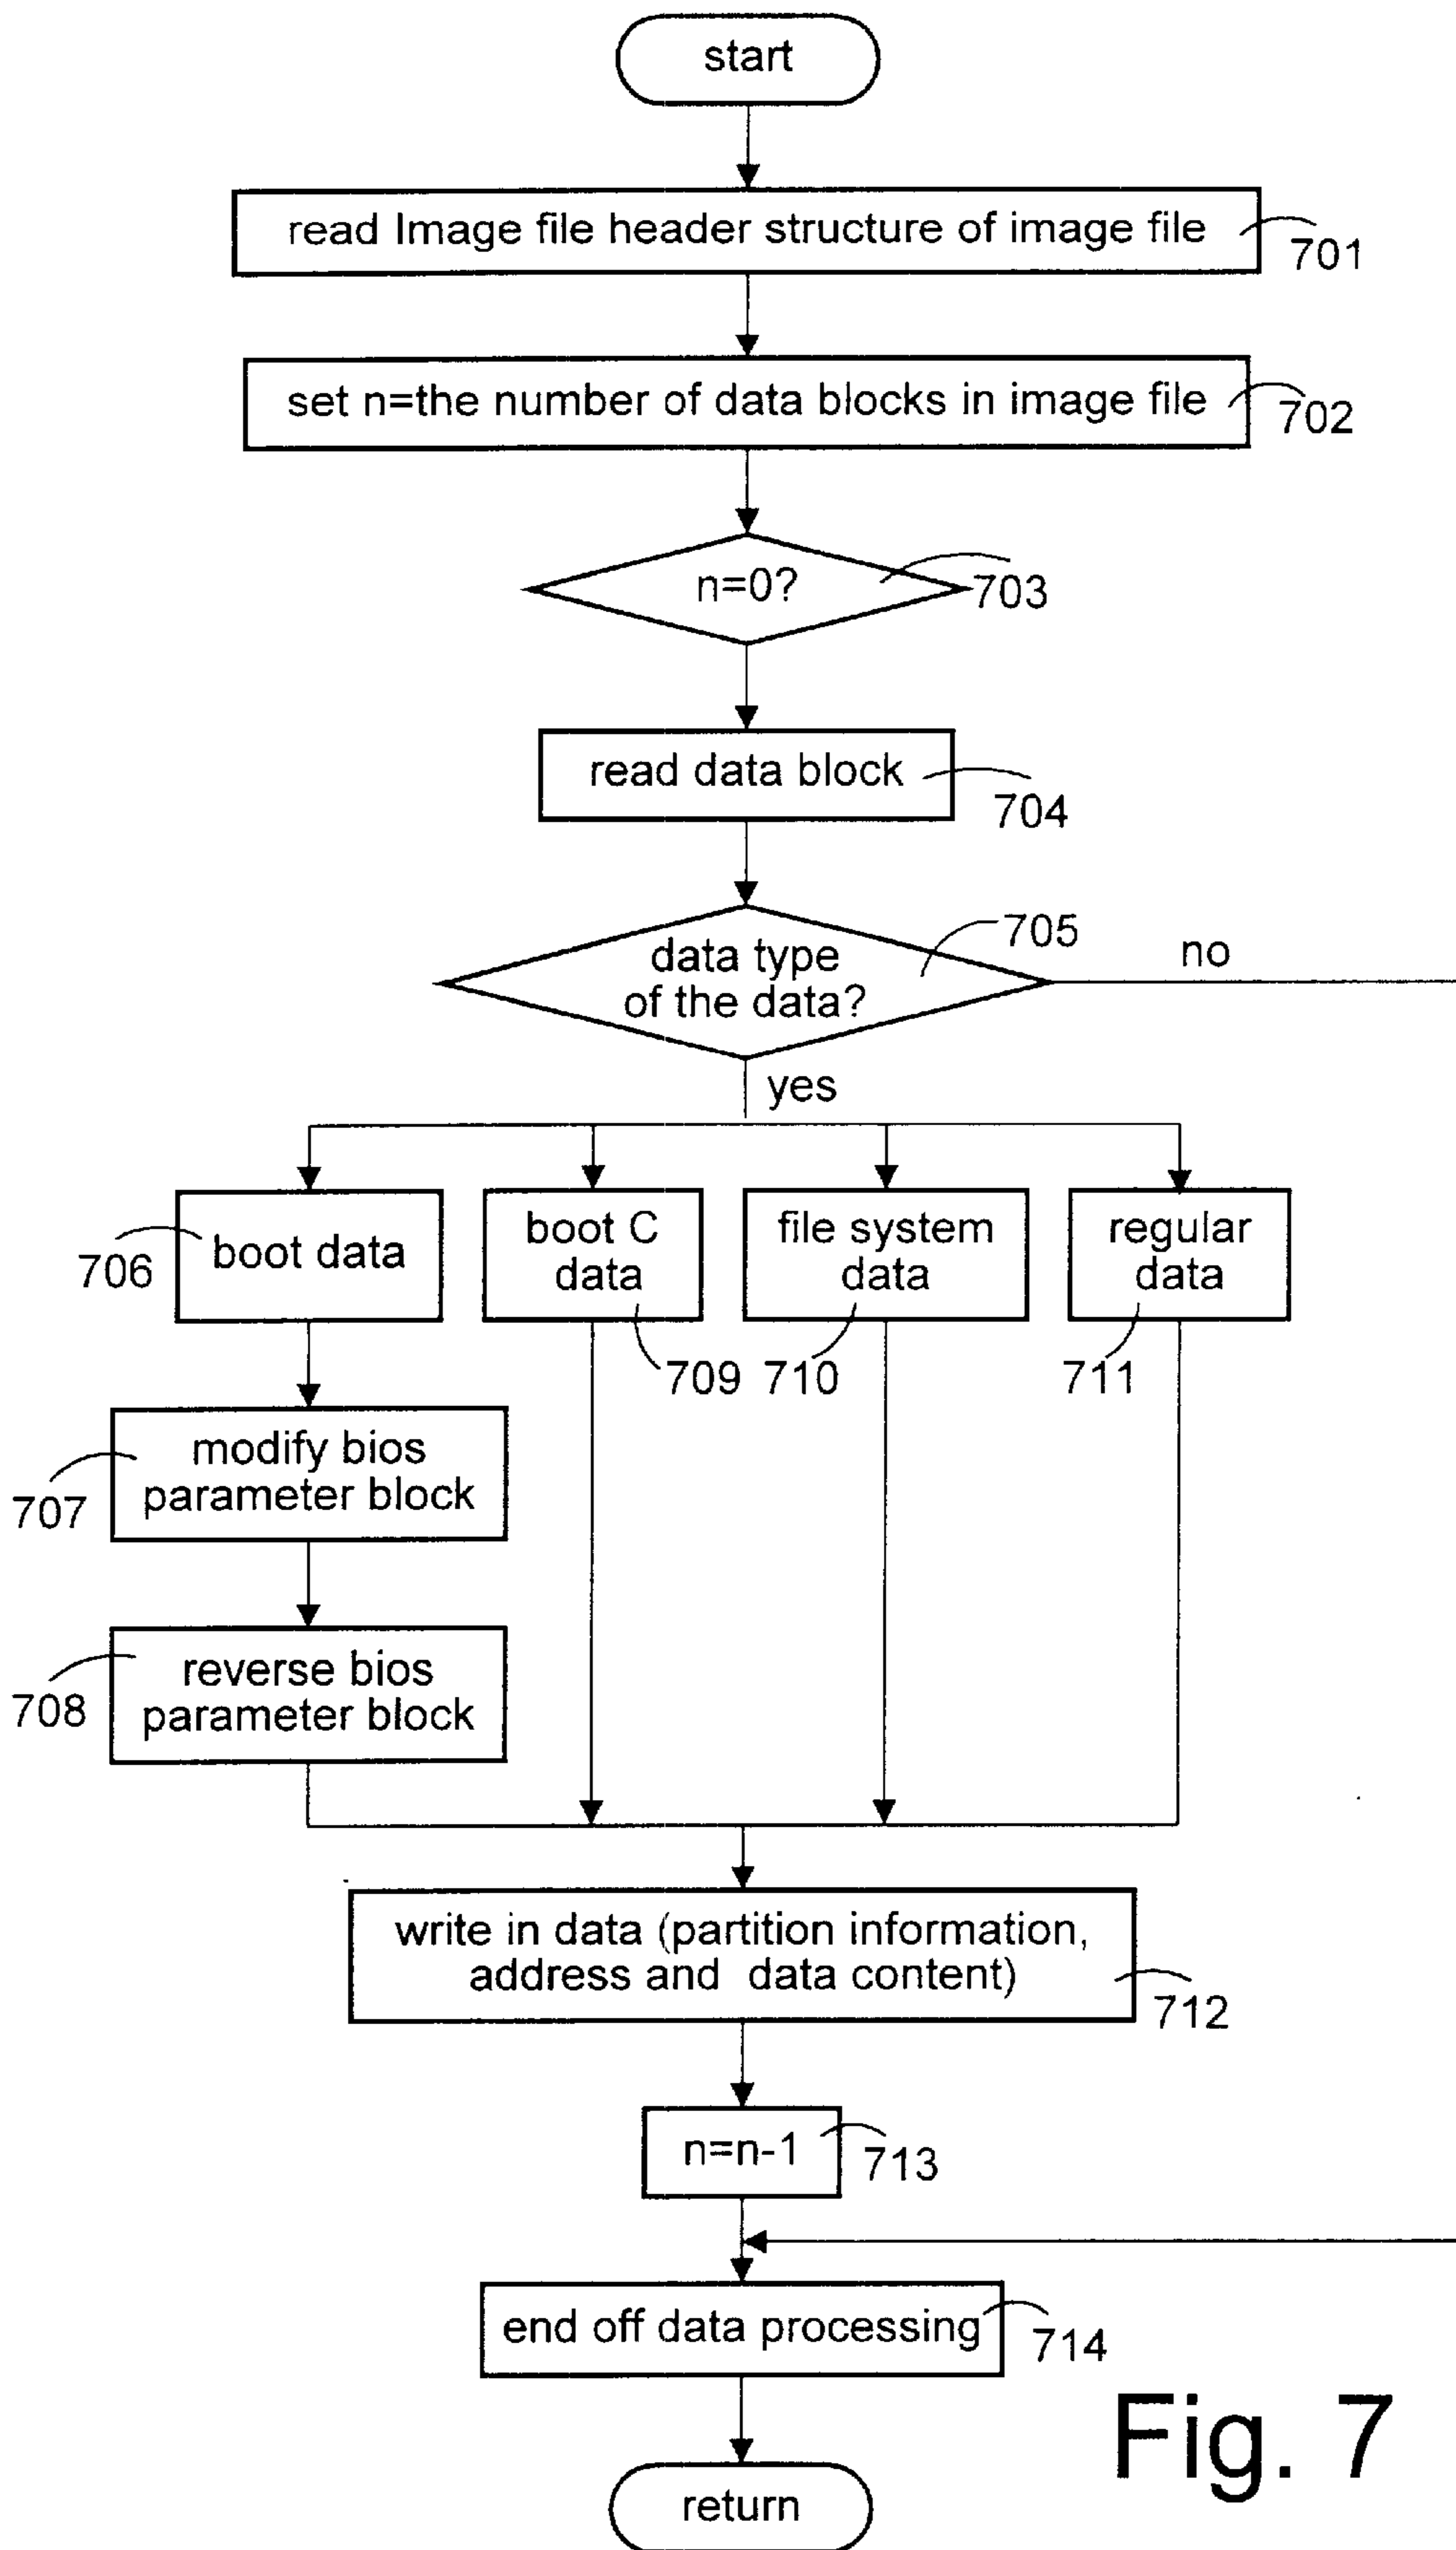 start
read Image file header structure of image file
701
set n=the number of data blocks in image file
702
n=0?
703
read data block
704
data type
of the data?
705
no
yes
706
boot data
boot C
data
709
file system
data
710
regular
data
711
707
modify bios
parameter block
708
reverse bios
parameter block
write in data (partition information,
address and data content)
712
n=n-1
713
end off data processing
714
return
Fig. 7